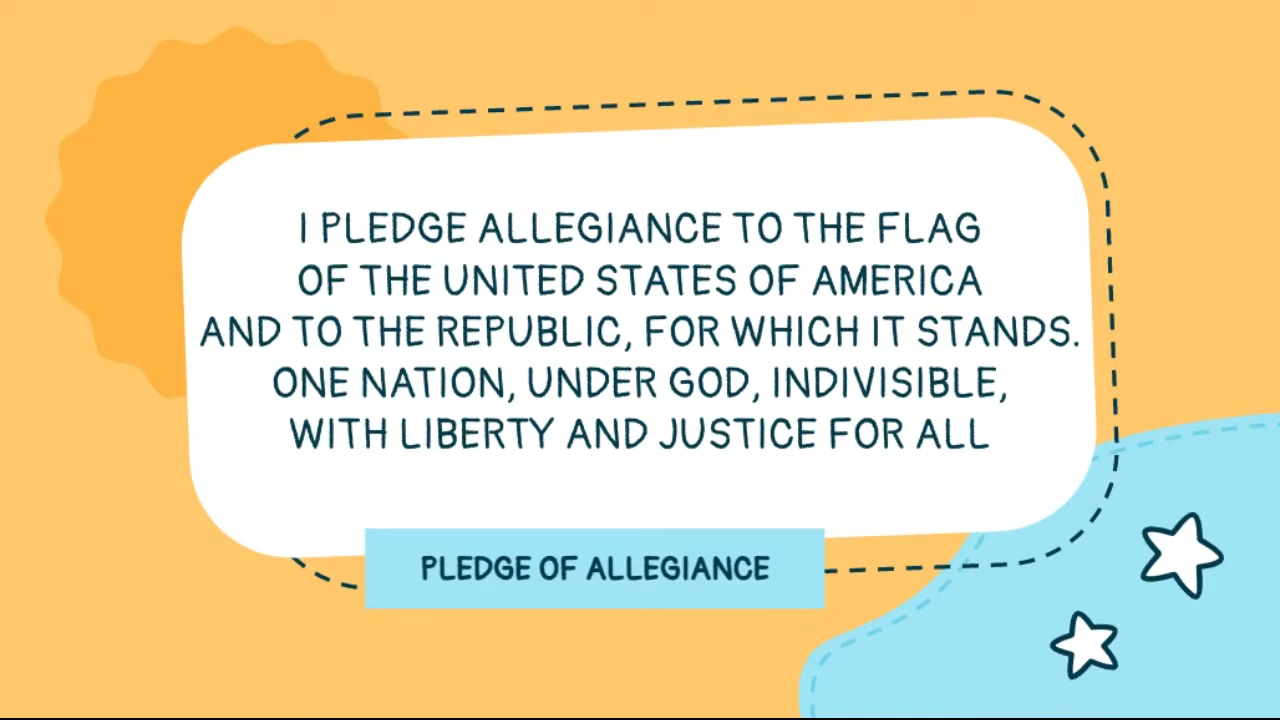 I PLEDGE ALLEGIANCE TO THE FLAG
OF THE UNITED STATES OF AMERICA
AND TO THE REPUBLIC, FOR WHICH IT STANDS.
ONE NATION, UNDER GOD, INDIVISIBLE,
WITH LIBERTY AND JUSTICE FOR ALL
PLEDGE OF ALLEGIANCE